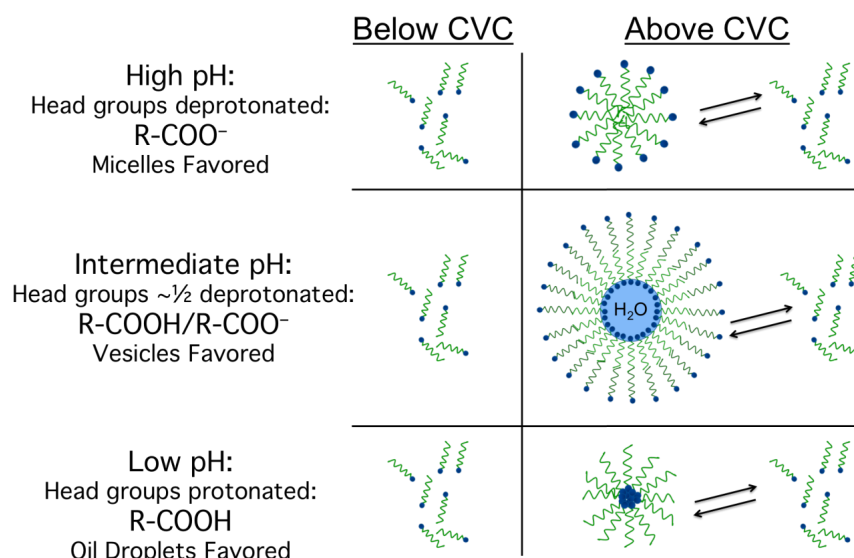 Below CVC
Above CVC
High pH:
Head groups deprotonated:
R-COO⁻
Micelles Favored
Intermediate pH:
Head groups ~½ deprotonated:
R-COOH/R-COO⁻
Vesicles Favored
H₂O
Low pH:
Head groups protonated:
R-COOH
Oil Droplets Favored